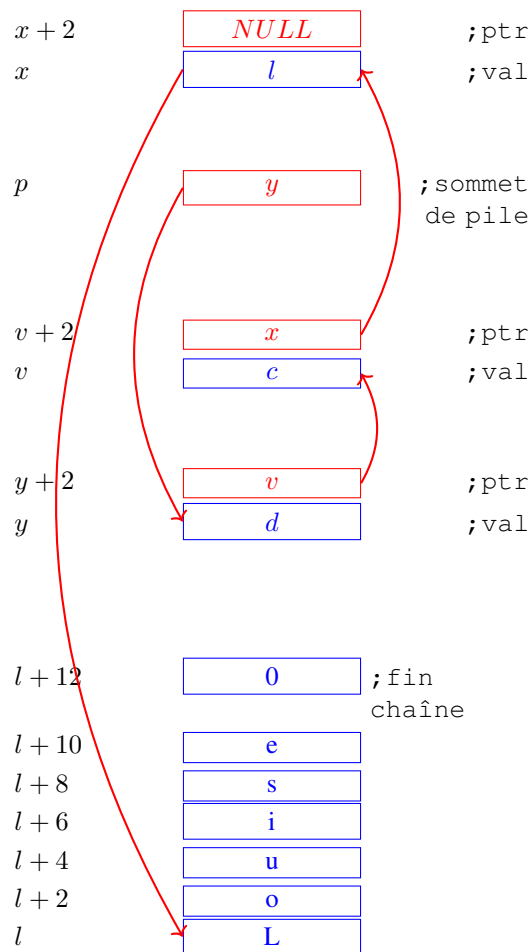 x + 2 NULL ;ptr
x l ;val
p y ;sommet
de pile
v + 2 x ;ptr
v c ;val
y + 2 v ;ptr
y d ;val
l + 12 0 ;fin
chaîne
l + 10 e
l + 8 s
l + 6 i
l + 4 u
l + 2 o
l L